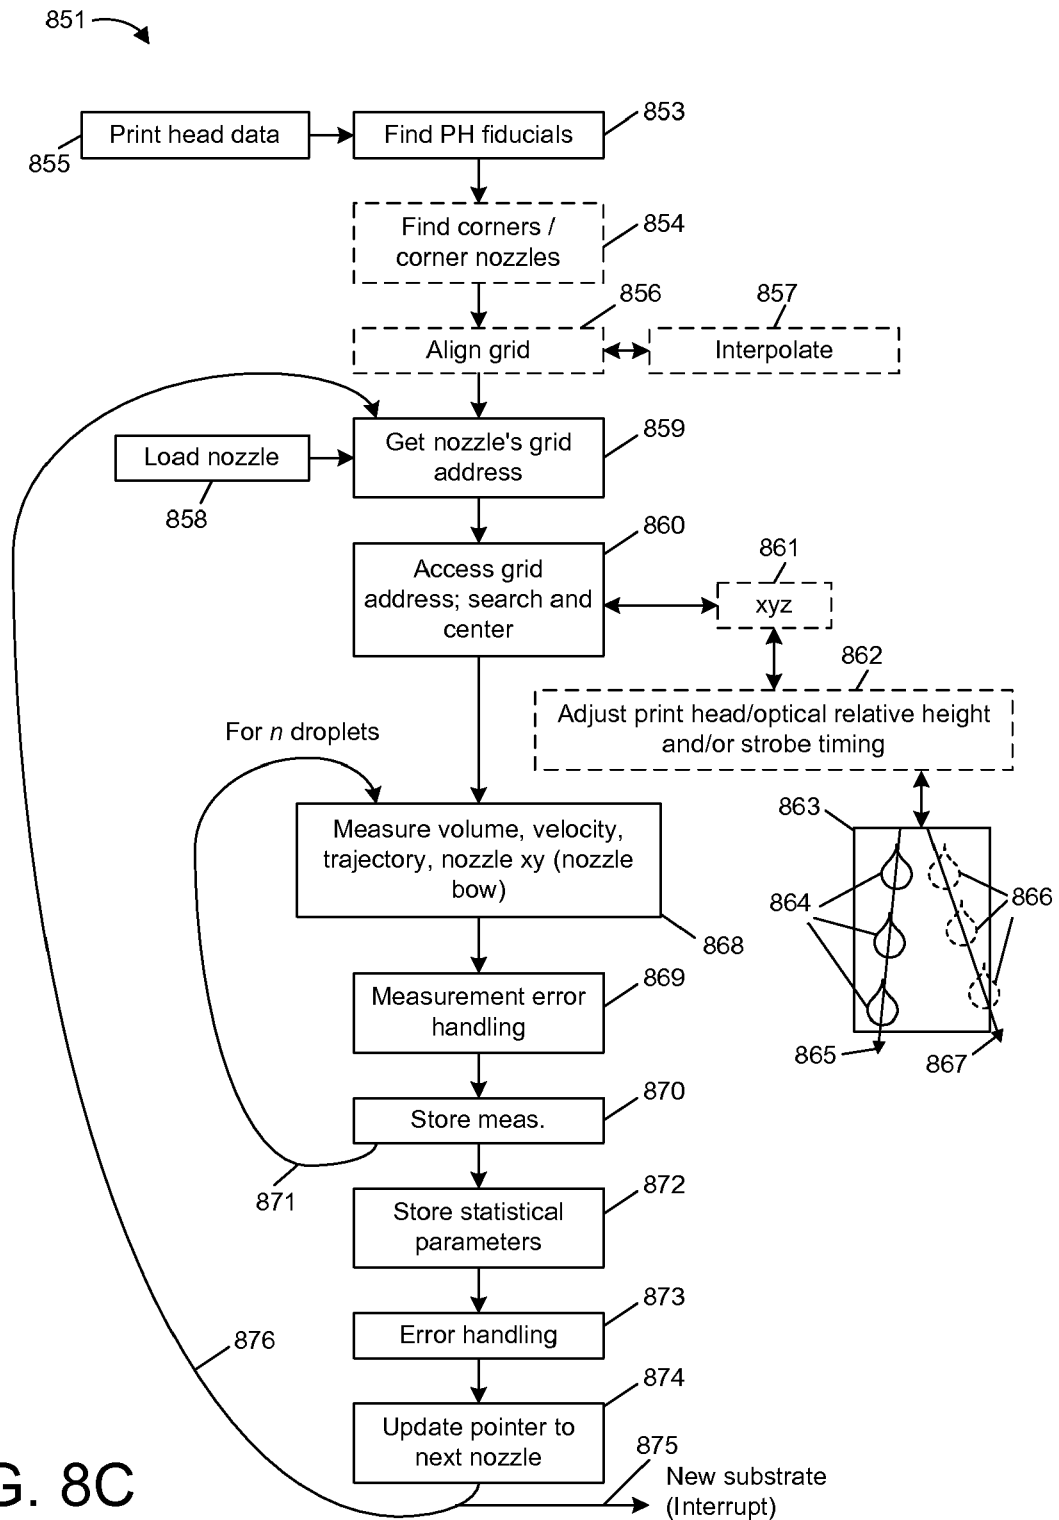 851
853
Print head data
Find PH fiducials
855
Find corners /
corner nozzles
854
856
857
Align grid
Interpolate
Get nozzle's grid
address
859
Load nozzle
858
860
Access grid
address; search and
center
861
xyz
862
Adjust print head/optical relative height
and/or strobe timing
For n droplets
863
Measure volume, velocity,
trajectory, nozzle xy (nozzle
bow)
864
866
868
865
867
869
Measurement error
handling
870
Store meas.
871
872
Store statistical
parameters
873
Error handling
876
874
Update pointer to
next nozzle
875
New substrate
(Interrupt)
G. 8C